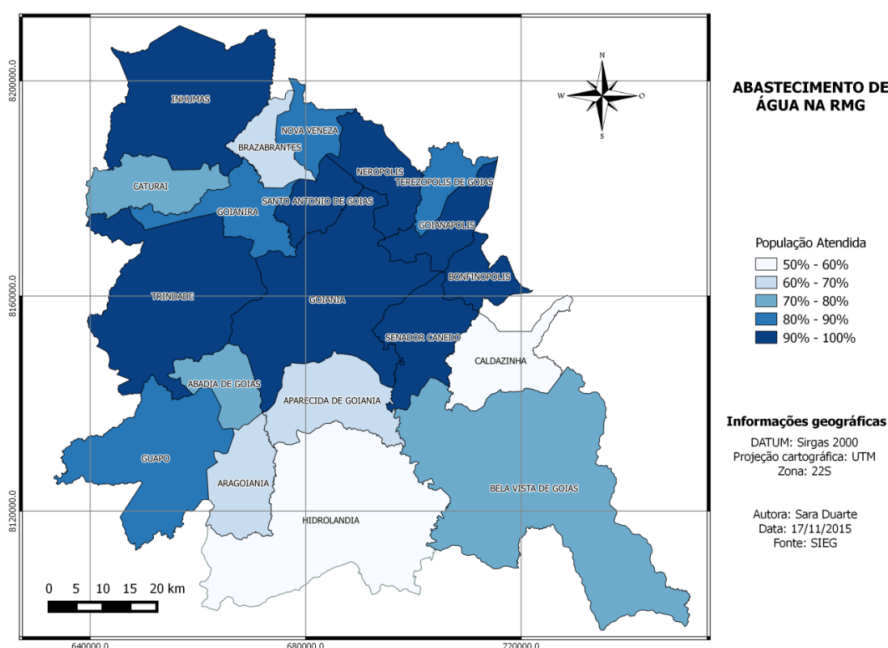 ABASTECIMENTO DE
ÁGUA NA RMG
N
W
O
S
8200000.0
8160000.0
8120000.0
INHUMAS
NOVA VENEZA
BRAZABRANTES
NEROPOLIS
TEREZOPOLIS DE GOIAS
CATURAI
SANTO ANTONIO DE GOIAS
GOIANIRA
GOIANAPOLIS
BONFINOPOLIS
TRINDADE
GOIANIA
SENADOR CANEDO
CALDAZINHA
ABADIA DE GOIAS
APARECIDA DE GOIANIA
GUAPO
ARAGOIANIA
BELA VISTA DE GOIAS
HIDROLANDIA
0 5 10 15 20 km
640000.0
680000.0
720000.0
População Atendida
50% - 60%
60% - 70%
70% - 80%
80% - 90%
90% - 100%
Informações geográficas
DATUM: Sirgas 2000
Projeção cartográfica: UTM
Zona: 22S
Autora: Sara Duarte
Data: 17/11/2015
Fonte: SIEG